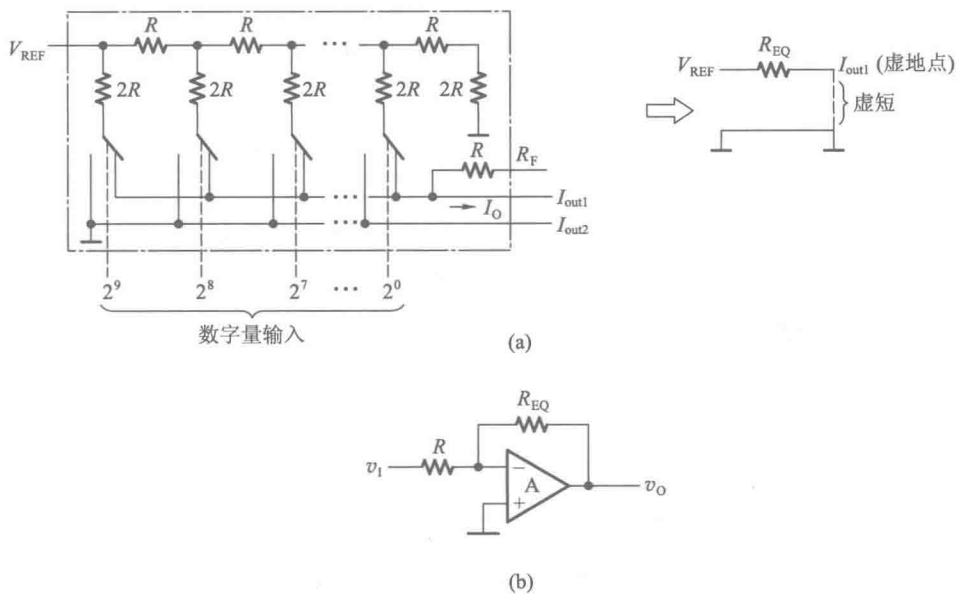 R R R
V_REF
2R 2R 2R 2R 2R
R R_F
I_out1
I_O
I_out2
2^9 2^8 2^7 ... 2^0
数字量输入
V_REF R_EQ I_out1 (虚地点)
虚短
(a)
R_EQ
v_I R
−
A
+
v_O
(b)